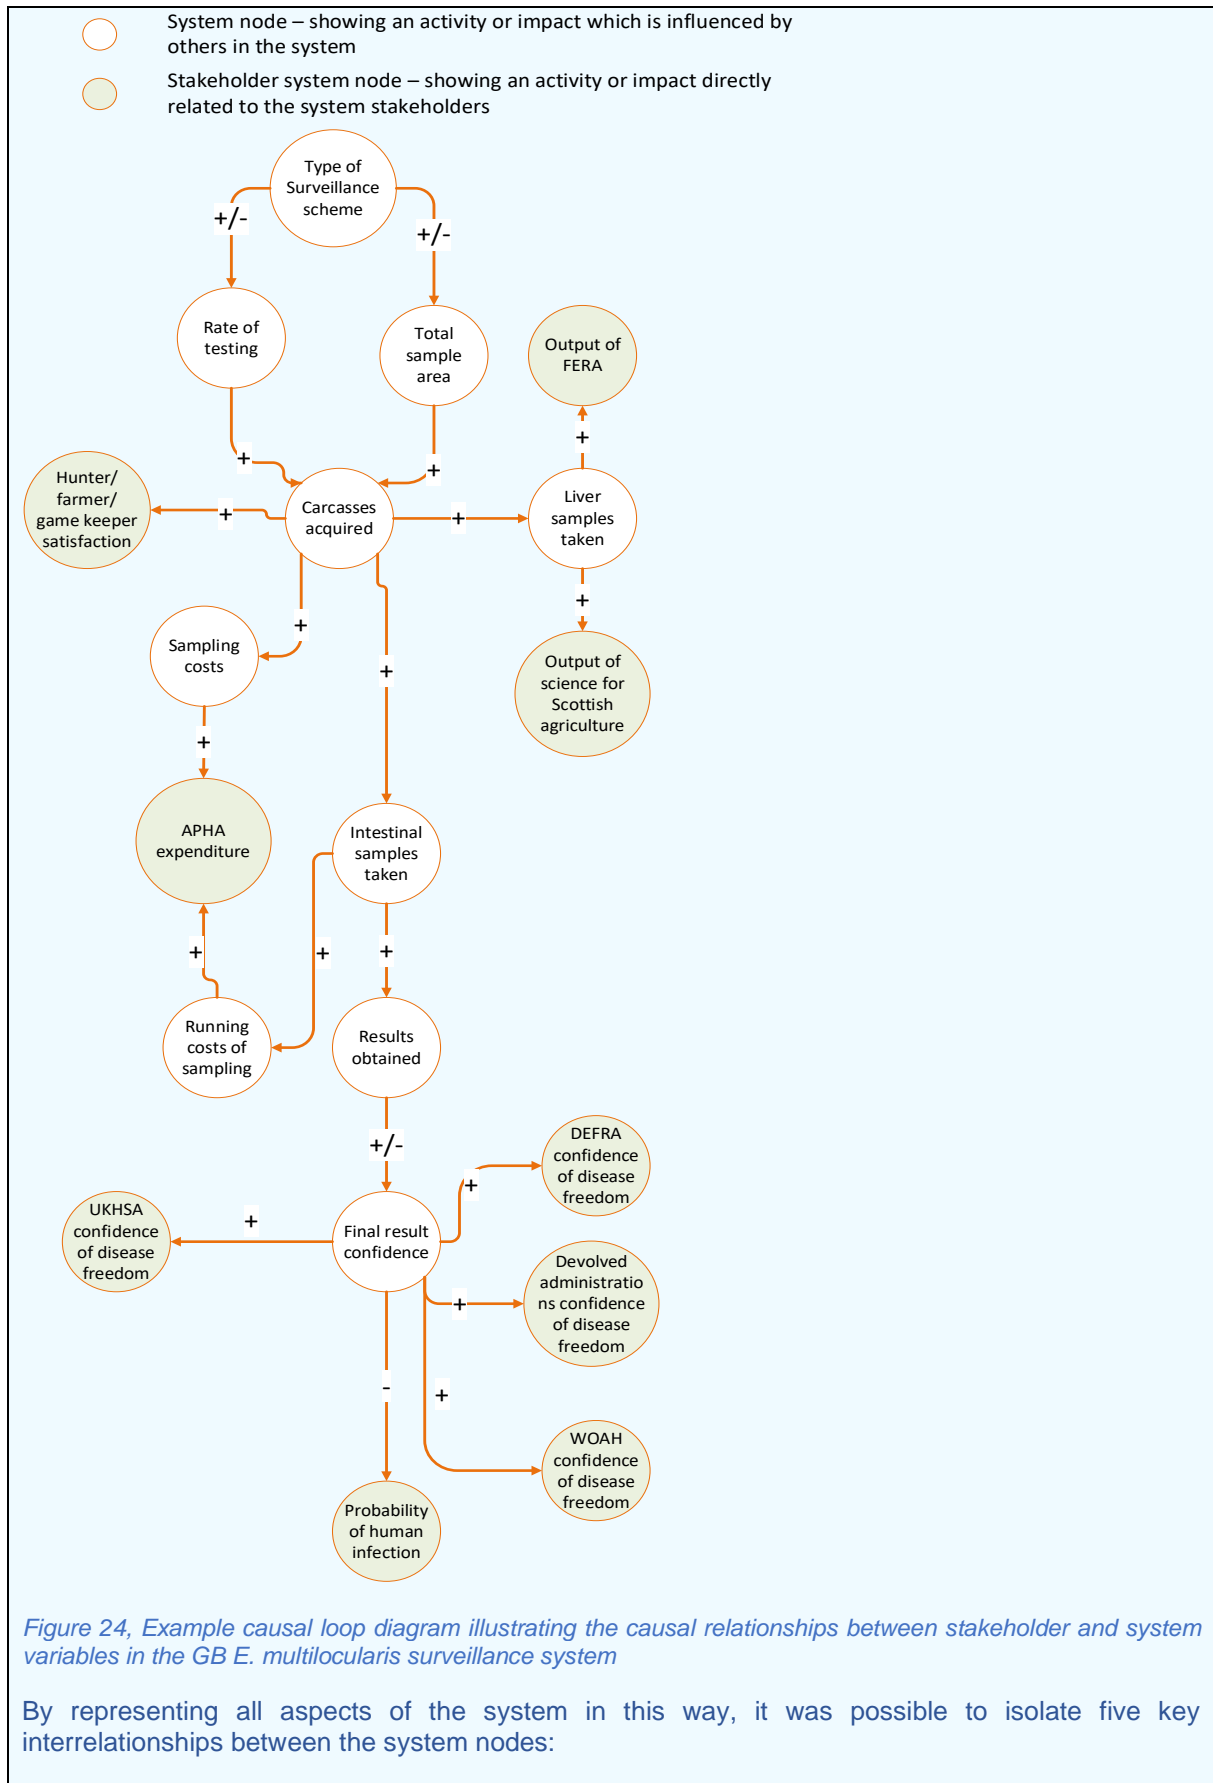 System node – showing an activity or impact which is influenced by
others in the system
Stakeholder system node – showing an activity or impact directly
related to the system stakeholders
Type of
Surveillance
scheme
+/-
+/-
Rate of
testing
Total
sample
area
Output of
FERA
+
+
+
Hunter/
farmer/
game keeper
satisfaction
+
Carcasses
acquired
+
Liver
samples
taken
+
Sampling
costs
+
+
Output of
science for
Scottish
agriculture
+
APHA
expenditure
Intestinal
samples
taken
+
+
+
Running
costs of
sampling
Results
obtained
+/-
DEFRA
confidence
of disease
freedom
+
UKHSA
confidence
of disease
freedom
+
Final result
confidence
Devolved
administratio
ns confidence
of disease
freedom
+
-
+
WOAH
confidence
of disease
freedom
Probability
of human
infection
Figure 24, Example causal loop diagram illustrating the causal relationships between stakeholder and system
variables in the GB E. multilocularis surveillance system
By representing all aspects of the system in this way, it was possible to isolate five key
interrelationships between the system nodes: